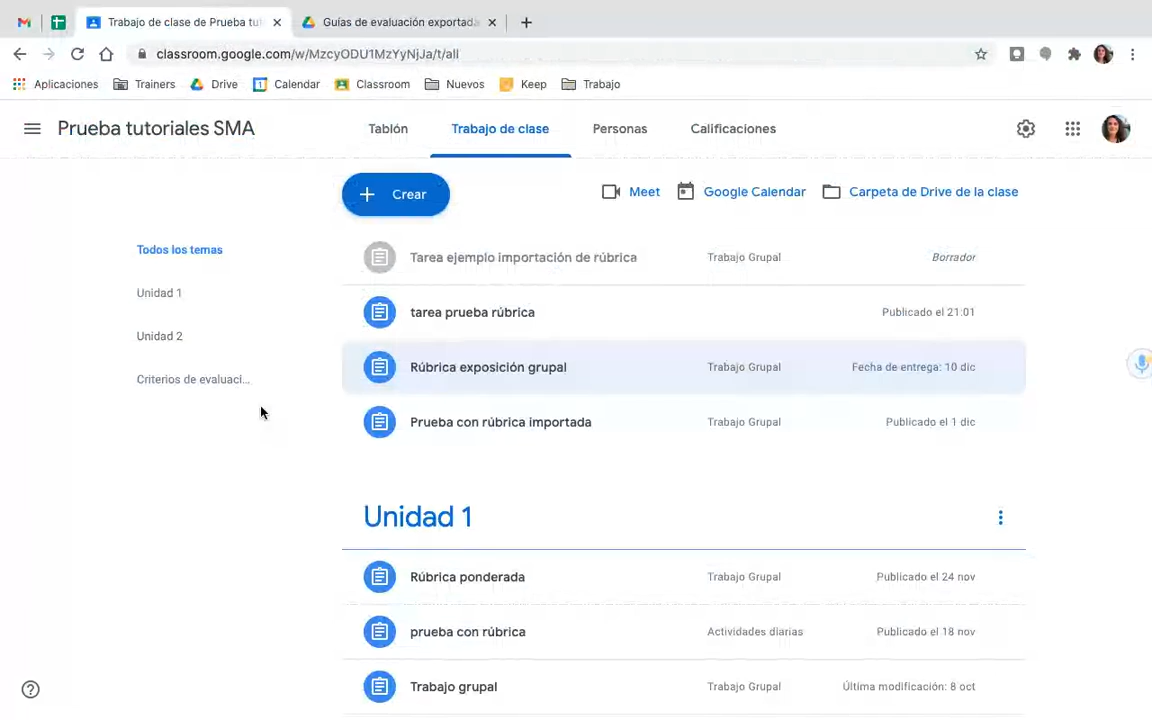 Trabajo de clase de Prueba tut
Guías de evaluación exportada
classroom.google.com/w/MzcyODU1MzYyNjJa/t/all
Aplicaciones Trainers Drive Calendar Classroom Nuevos Keep Trabajo
Prueba tutoriales SMA
Tablón Trabajo de clase Personas Calificaciones
Crear
Meet Google Calendar Carpeta de Drive de la clase
Todos los temas
Unidad 1
Unidad 2
Criterios de evaluaci...
Tarea ejemplo importación de rúbrica Trabajo Grupal Borrador
tarea prueba rúbrica Publicado el 21:01
Rúbrica exposición grupal Trabajo Grupal Fecha de entrega: 10 dic
Prueba con rúbrica importada Trabajo Grupal Publicado el 1 dic
Unidad 1
Rúbrica ponderada Trabajo Grupal Publicado el 24 nov
prueba con rúbrica Actividades diarias Publicado el 18 nov
Trabajo grupal Trabajo Grupal Última modificación: 8 oct